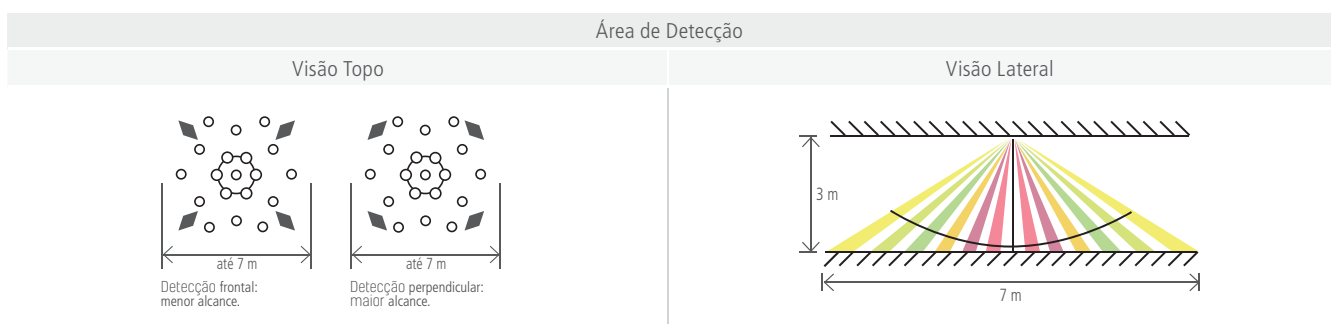 Área de Detecção
Visão Topo
Visão Lateral
até 7 m
até 7 m
Detecção frontal:
menor alcance.
Detecção perpendicular:
maior alcance.
3 m
7 m